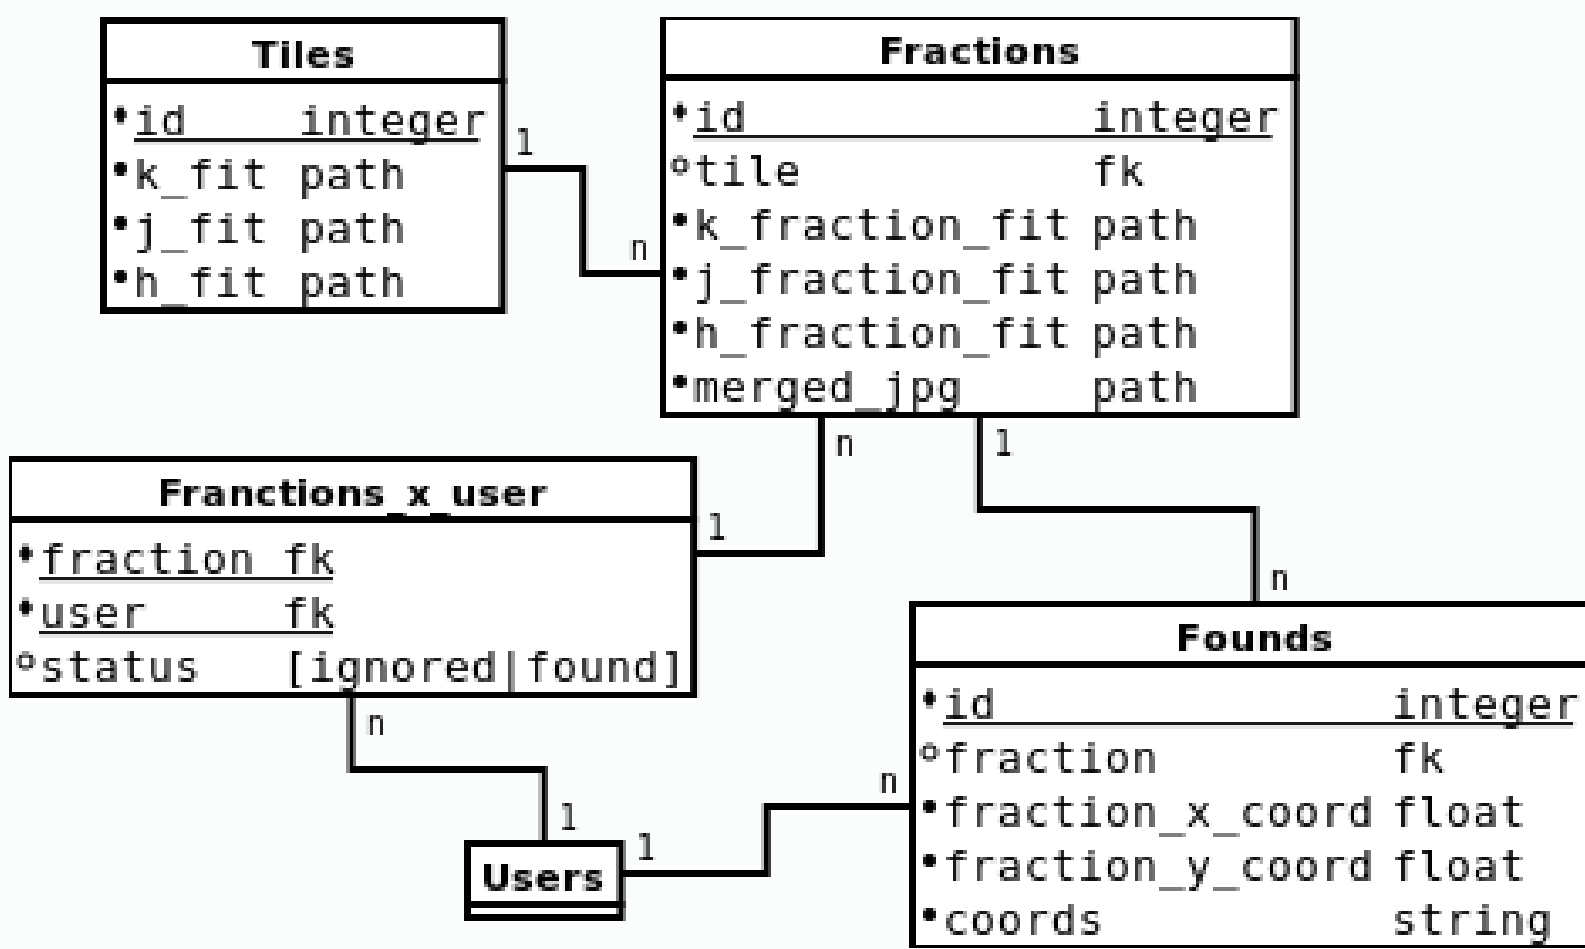 Tiles
id integer
k_fit path
j_fit path
h_fit path
1
n
Fractions
id integer
tile fk
k_fraction_fit path
j_fraction_fit path
h_fraction_fit path
merged_jpg path
n
1
Franctions_x_user
fraction fk
user fk
status [ignored|found]
1
n
n
Founds
id integer
fraction fk
fraction_x_coord float
fraction_y_coord float
coords string
n
1
1
Users